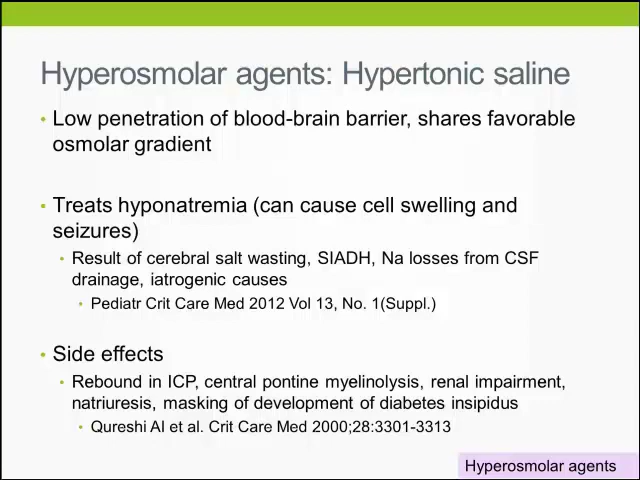 Hyperosmolar agents: Hypertonic saline
• Low penetration of blood-brain barrier, shares favorable
osmolar gradient
• Treats hyponatremia (can cause cell swelling and
seizures)
• Result of cerebral salt wasting, SIADH, Na losses from CSF
drainage, iatrogenic causes
• Pediatr Crit Care Med 2012 Vol 13, No. 1(Suppl.)
• Side effects
• Rebound in ICP, central pontine myelinolysis, renal impairment,
natriuresis, masking of development of diabetes insipidus
• Qureshi AI et al. Crit Care Med 2000;28:3301-3313
Hyperosmolar agents